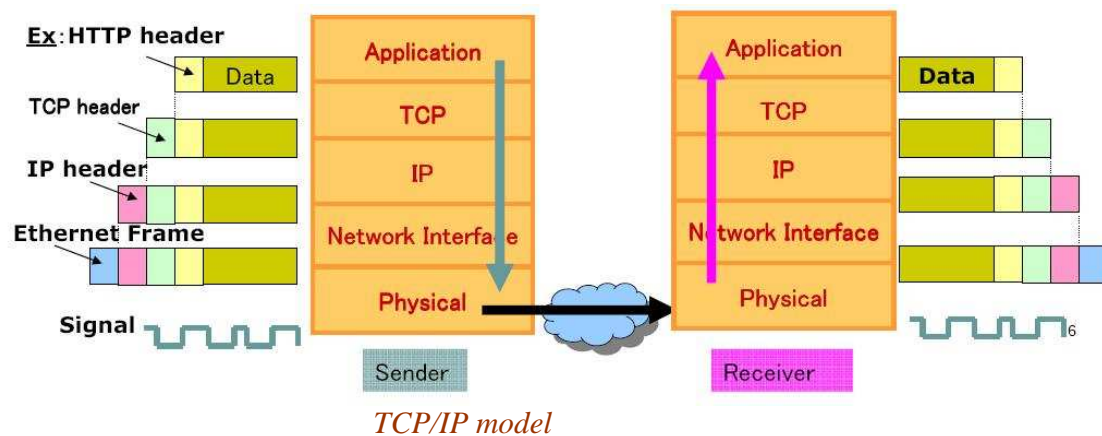 Ex: HTTP header
Data
TCP header
IP header
Ethernet Frame
Signal
Application
TCP
IP
Network Interface
Physical
Sender
Application
TCP
IP
Network Interface
Physical
Receiver
Data
6
TCP/IP model